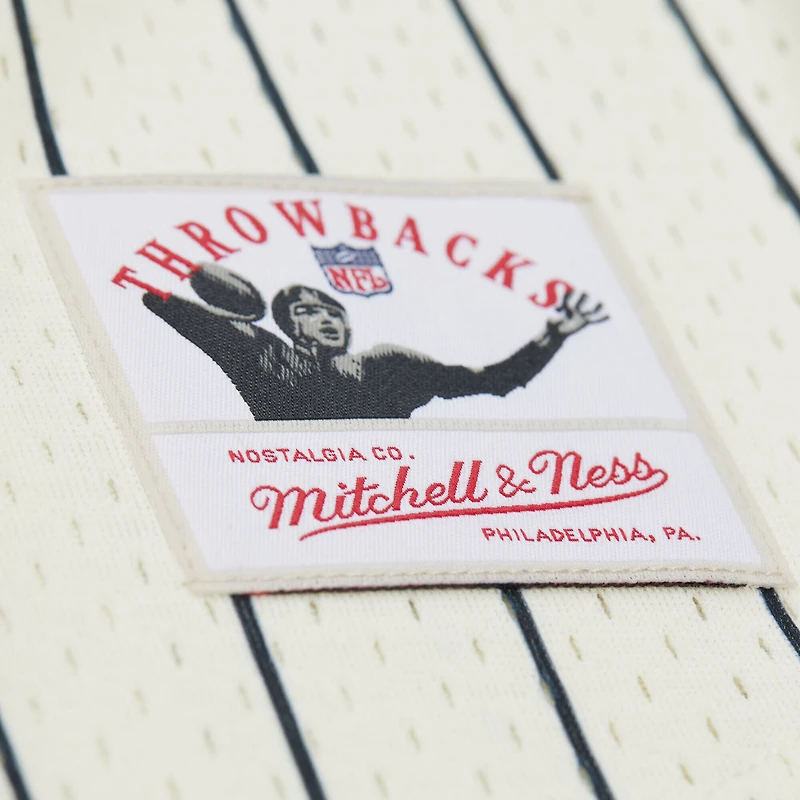 THROWBACKS
NFL
NOSTALGIA CO.
Mitchell & Ness
PHILADELPHIA, PA.